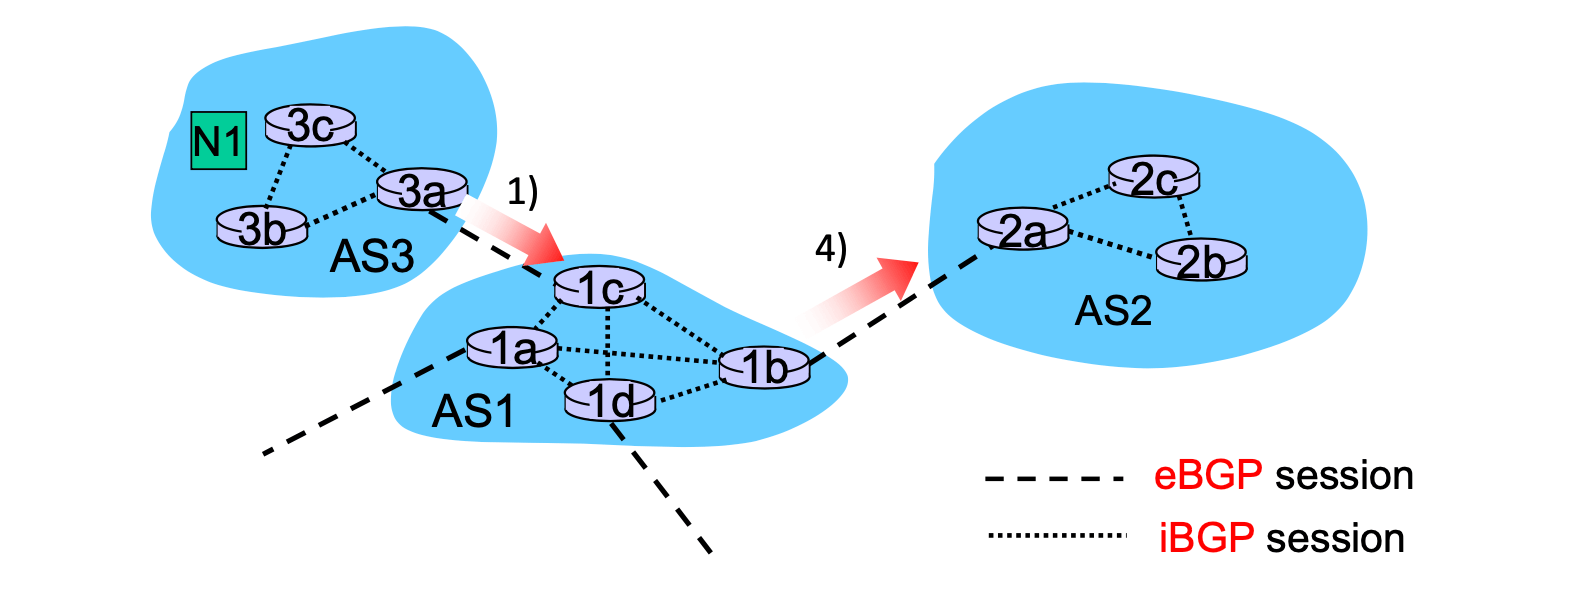 N1
3c
3a
3b
AS3
1)
1c
1a
1b
1d
AS1
4)
2c
2a
2b
AS2
eBGP session
iBGP session